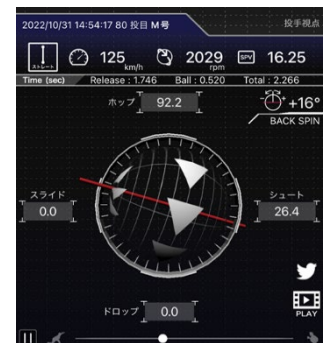 2022/10/31 14:54:17 80 投目 M号
投手視点
ストレート
125 km/h
2029 rpm
SPV 16.25
Time (sec) Release : 1.746 Ball : 0.520 Total : 2.266
ホップ 92.2
+16°
BACK SPIN
スライド
0.0
シュート
26.4
ドロップ 0.0
PLAY